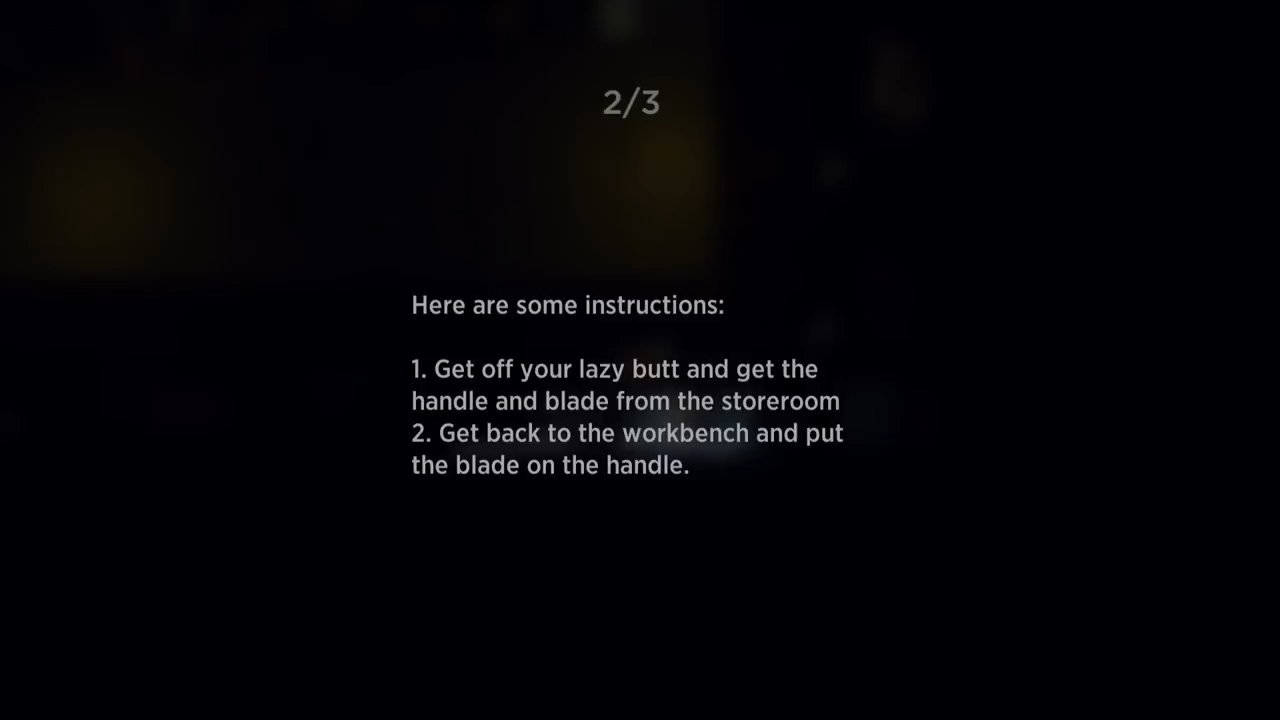 2/3
Here are some instructions:
1. Get off your lazy butt and get the
handle and blade from the storeroom
2. Get back to the workbench and put
the blade on the handle.